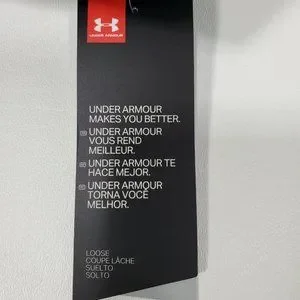 UNDER ARMOUR
UNDER ARMOUR
MAKES YOU BETTER.
UNDER ARMOUR
VOUS REND
MEILLEUR.
UNDER ARMOUR TE
HACE MEJOR.
UNDER ARMOUR
TORNA VOCÊ
MELHOR.
LOOSE
COUPE LÂCHE
SUELTO
SOLTO